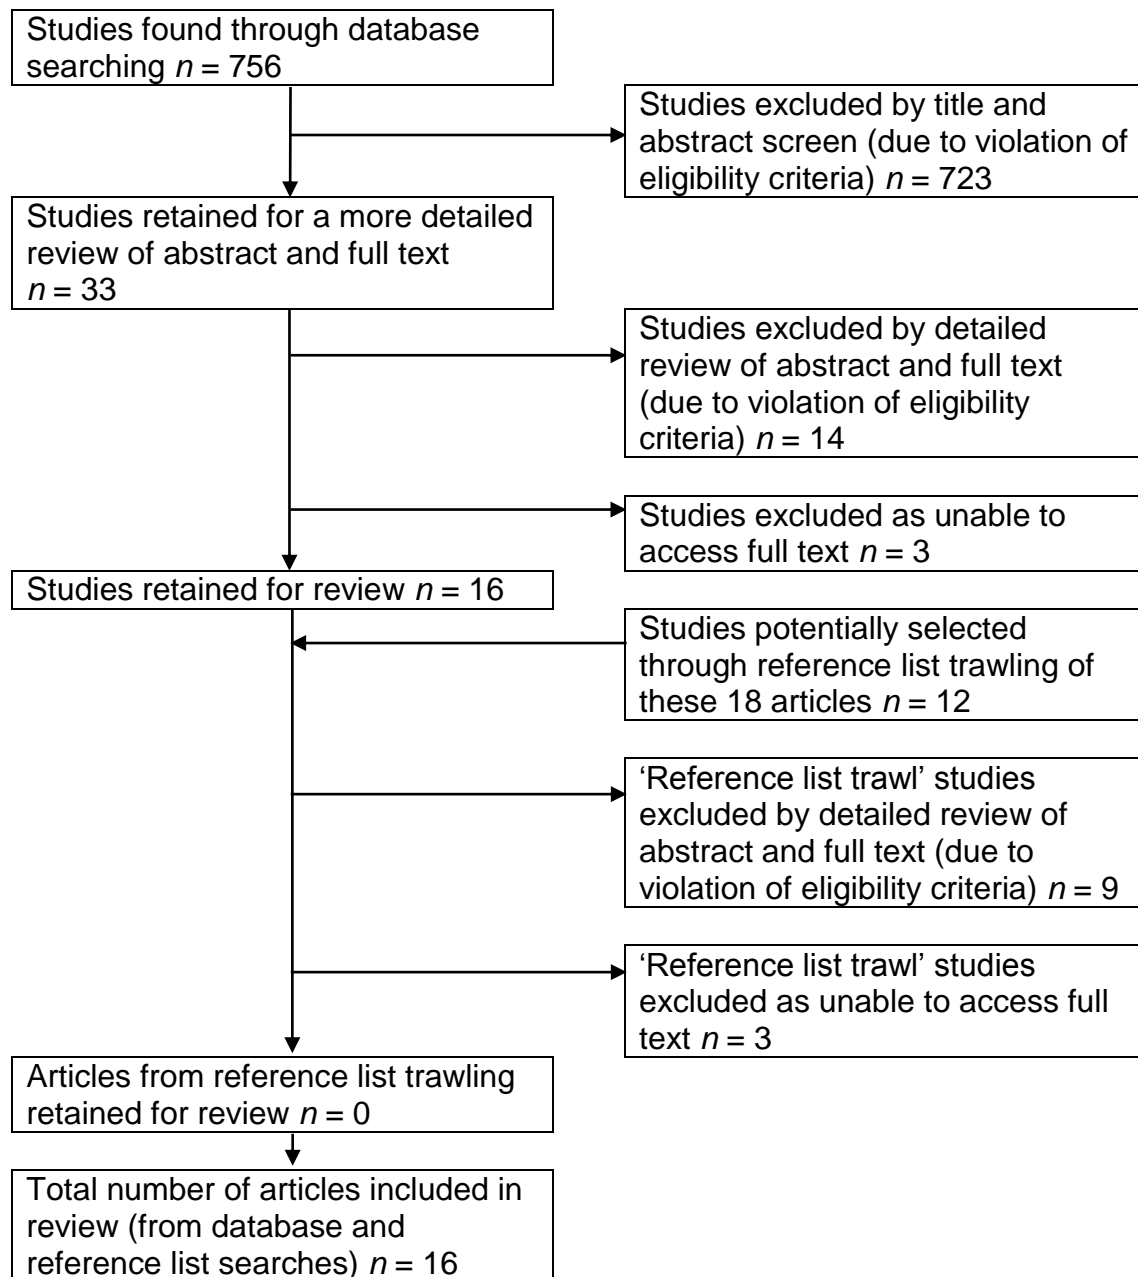 Studies found through database
searching n = 756
Studies excluded by title and
abstract screen (due to violation of
eligibility criteria) n = 723
Studies retained for a more detailed
review of abstract and full text
n = 33
Studies excluded by detailed
review of abstract and full text
(due to violation of eligibility
criteria) n = 14
Studies excluded as unable to
access full text n = 3
Studies retained for review n = 16
Studies potentially selected
through reference list trawling of
these 18 articles n = 12
‘Reference list trawl’ studies
excluded by detailed review of
abstract and full text (due to
violation of eligibility criteria) n = 9
‘Reference list trawl’ studies
excluded as unable to access full
text n = 3
Articles from reference list trawling
retained for review n = 0
Total number of articles included in
review (from database and
reference list searches) n = 16